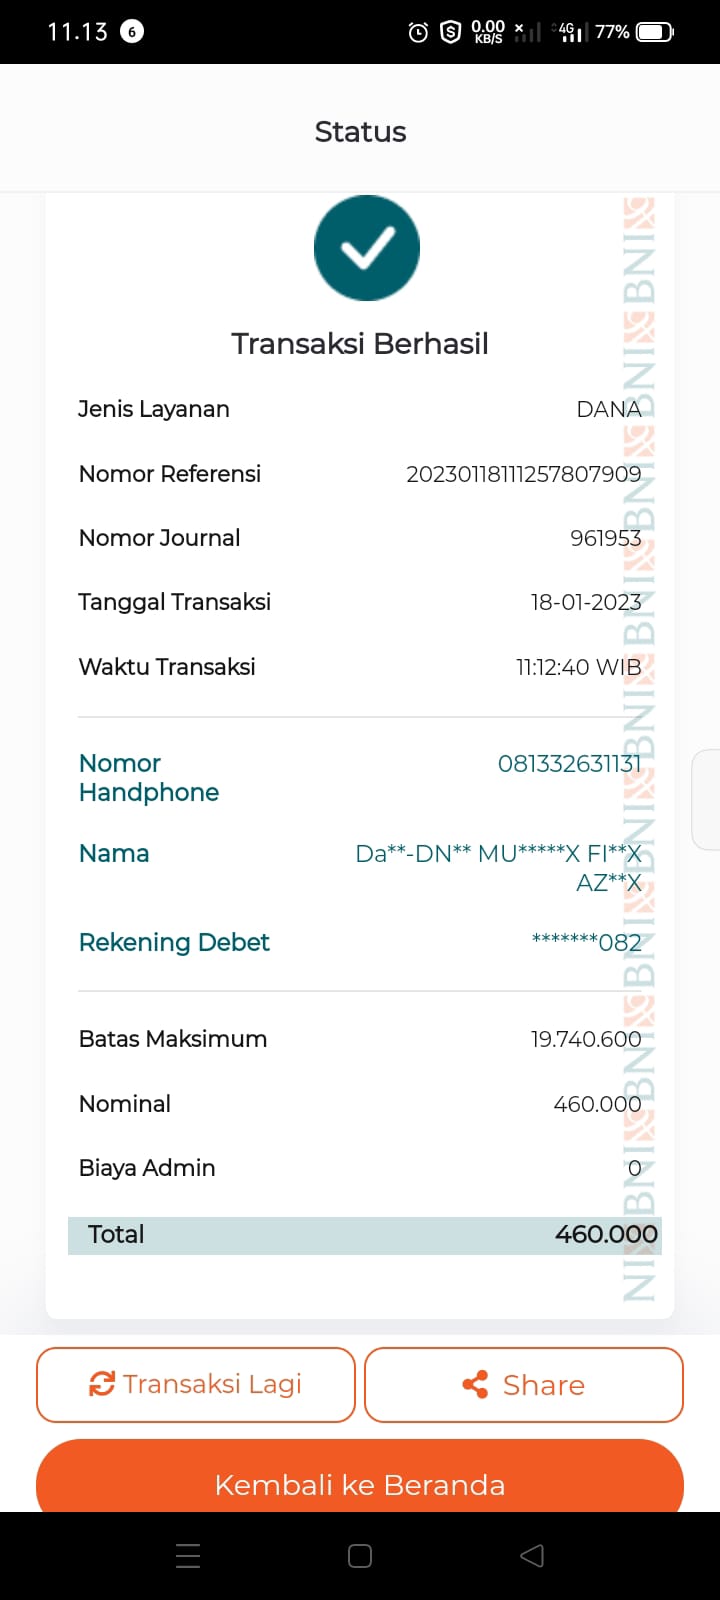 11.13 6 0.00 KB/S 4G 77%
Status
Transaksi Berhasil
Jenis Layanan DANA
Nomor Referensi 20230118111257807909
Nomor Journal 961953
Tanggal Transaksi 18-01-2023
Waktu Transaksi 11:12:40 WIB
Nomor Handphone 081332631131
Nama Da**-DN** MU*****X FI**X
AZ**X
Rekening Debet *******082
Batas Maksimum 19.740.600
Nominal 460.000
Biaya Admin 0
Total 460.000
BNI BNI BNI BNI BNI BNI BNI BNI BNI NI
Transaksi Lagi Share
Kembali ke Beranda